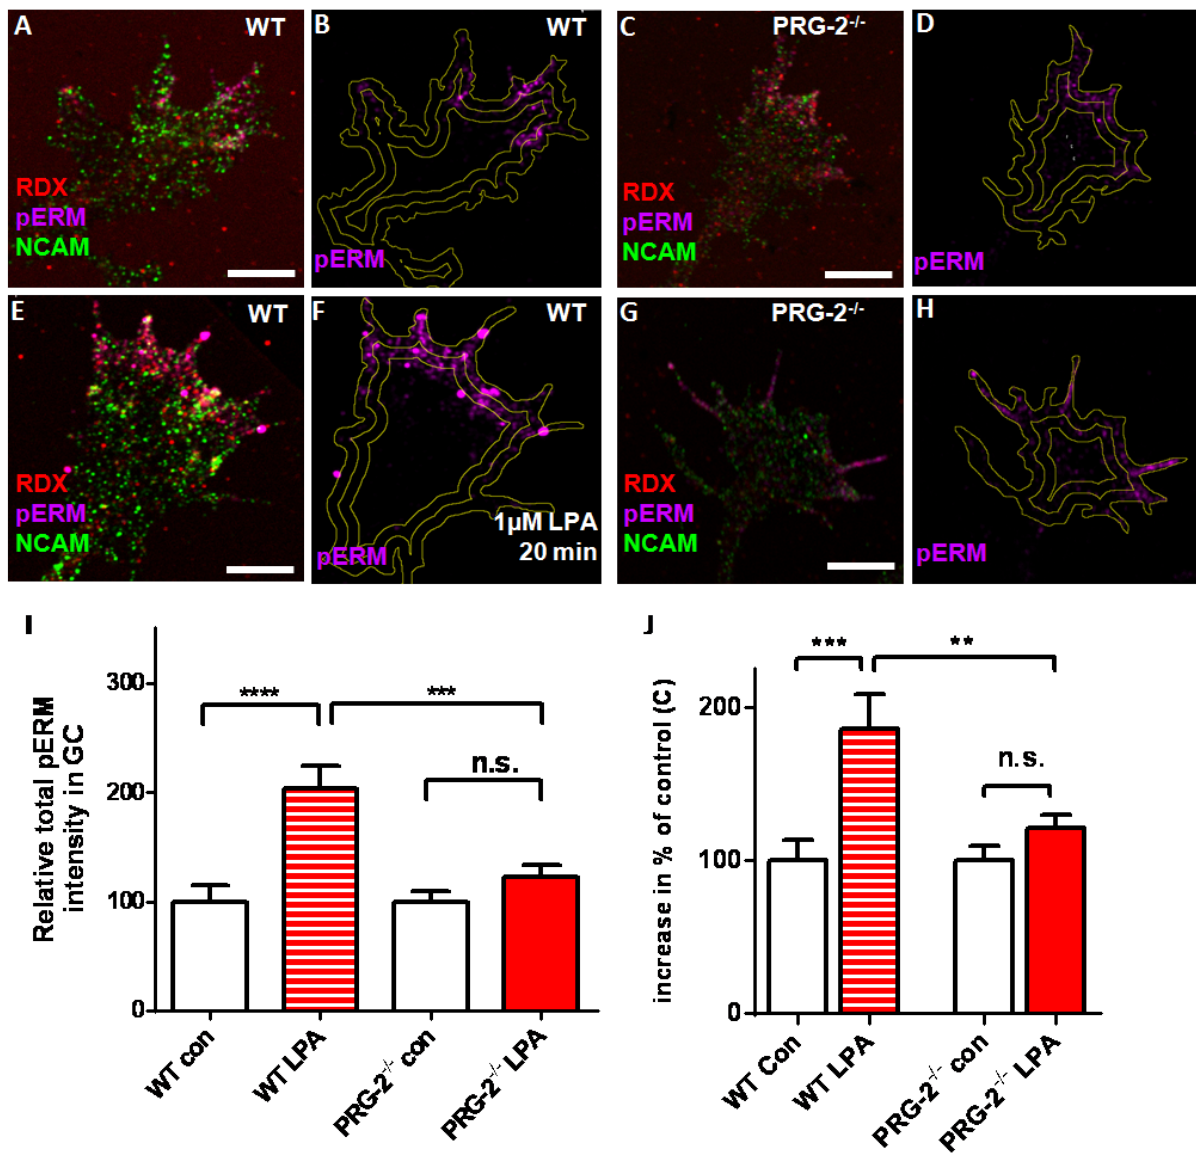 A
WT
RDX
pERM
NCAM
B
WT
pERM
C
PRG-2-/-
RDX
pERM
NCAM
D
pERM
E
WT
RDX
pERM
NCAM
F
WT
1µM LPA
20 min
pERM
G
PRG-2-/-
RDX
pERM
NCAM
H
pERM
I
Relative total pERM
intensity in GC
300
200
100
0
****
***
n.s.
WT con
WT LPA
PRG-2-/- con
PRG-2-/- LPA
J
increase in % of control (C)
200
100
0
***
**
n.s.
WT Con
WT LPA
PRG-2-/- con
PRG-2-/- LPA